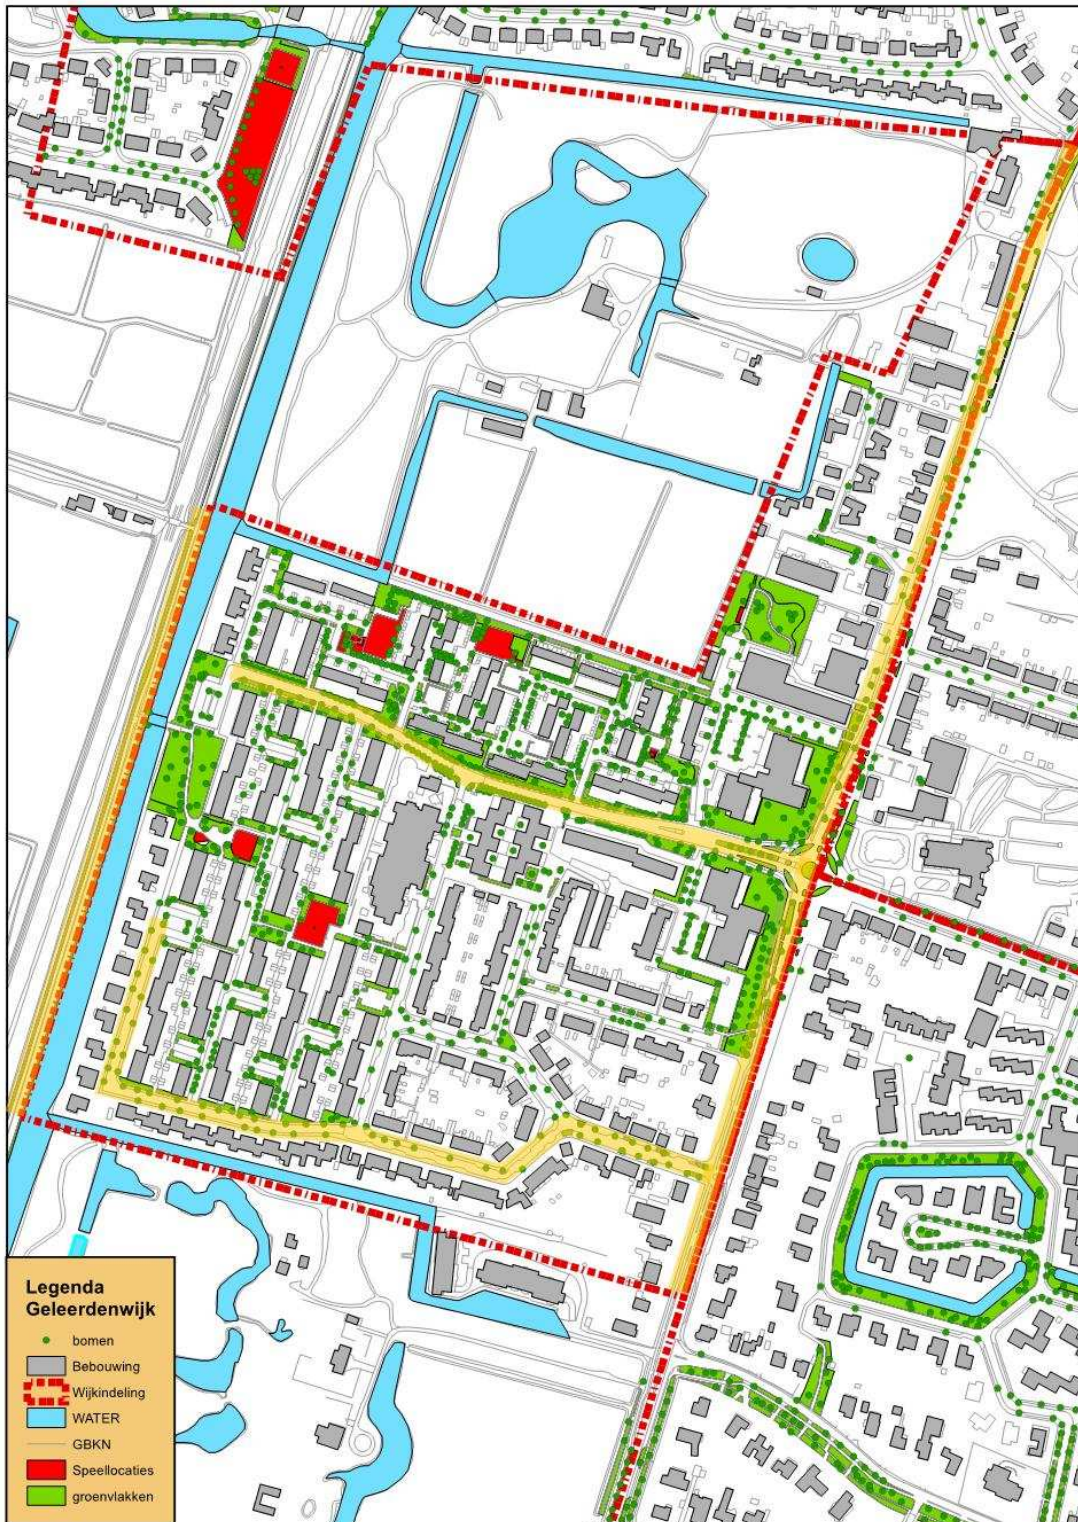 Legenda
Geleerdenwijk
bomen
Bebouwing
Wijkindeling
WATER
GBKN
Speellocaties
groenvlakken